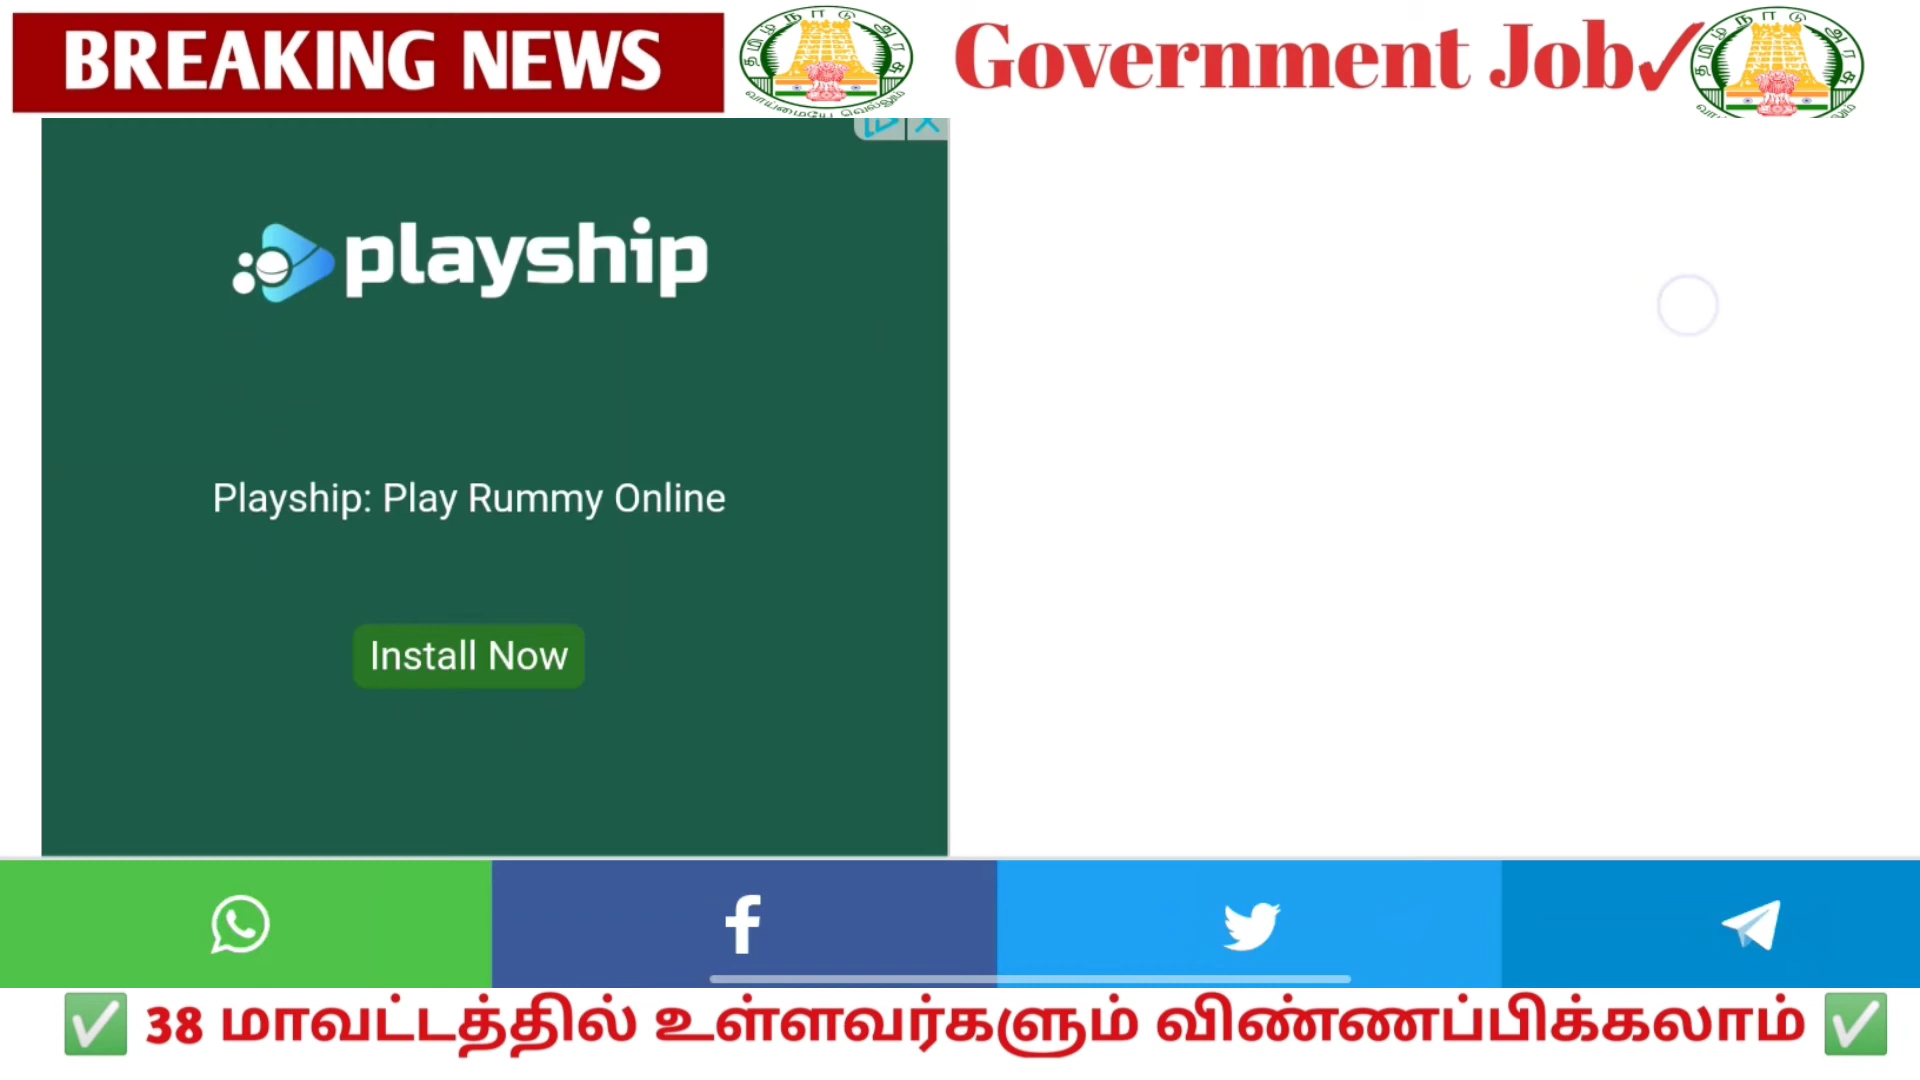 BREAKING NEWS
Government Job✓
playship
Playship: Play Rummy Online
Install Now
✅ 38 மாவட்டத்தில் உள்ளவர்களும் விண்ணப்பிக்கலாம் ✅